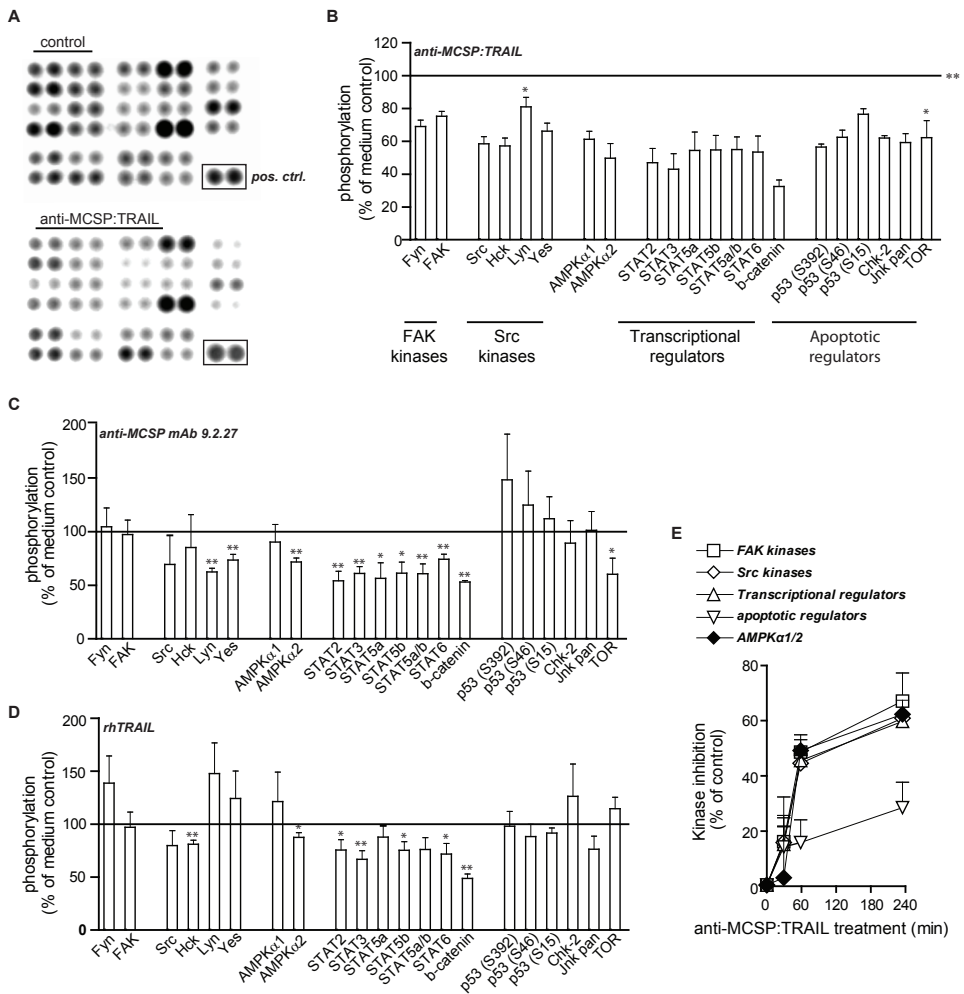 A
control
pos. ctrl.
anti-MCSP:TRAIL
B
anti-MCSP:TRAIL
phosphorylation
(% of medium control)
120
100
80
60
40
20
0
**
*
*
Fyn
FAK
Src
Hck
Lyn
Yes
AMPKα1
AMPKα2
STAT2
STAT3
STAT5a
STAT5b
STAT5a/b
STAT6
b-catenin
p53 (S392)
p53 (S46)
p53 (S15)
Chk-2
Jnk pan
TOR
FAK
kinases
Src
kinases
Transcriptional
regulators
Apoptotic
regulators
C
anti-MCSP mAb 9.2.27
phosphorylation
(% of medium control)
200
150
100
50
0
**
**
**
**
**
*
*
**
**
**
*
Fyn
FAK
Src
Hck
Lyn
Yes
AMPKα1
AMPKα2
STAT2
STAT3
STAT5a
STAT5b
STAT5a/b
STAT6
b-catenin
p53 (S392)
p53 (S46)
p53 (S15)
Chk-2
Jnk pan
TOR
D
rhTRAIL
phosphorylation
(% of medium control)
200
150
100
50
0
**
*
*
**
*
*
**
Fyn
FAK
Src
Hck
Lyn
Yes
AMPKα1
AMPKα2
STAT2
STAT3
STAT5a
STAT5b
STAT5a/b
STAT6
b-catenin
p53 (S392)
p53 (S46)
p53 (S15)
Chk-2
Jnk pan
TOR
E
FAK kinases
Src kinases
Transcriptional regulators
apoptotic regulators
AMPKα1/2
Kinase inhibition
(% of control)
80
60
40
20
0
0 60 120 180 240
anti-MCSP:TRAIL treatment (min)